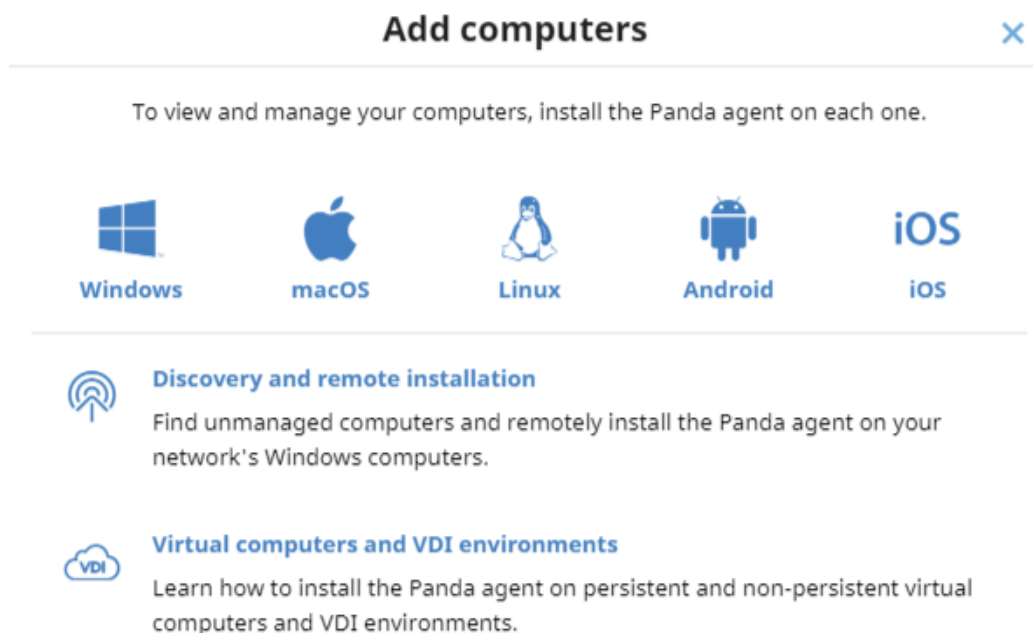 Add computers
To view and manage your computers, install the Panda agent on each one.
iOS
Windows
macOS
Linux
Android
iOS
Discovery and remote installation
Find unmanaged computers and remotely install the Panda agent on your
network's Windows computers.
Virtual computers and VDI environments
VDI
Learn how to install the Panda agent on persistent and non-persistent virtual
computers and VDI environments.